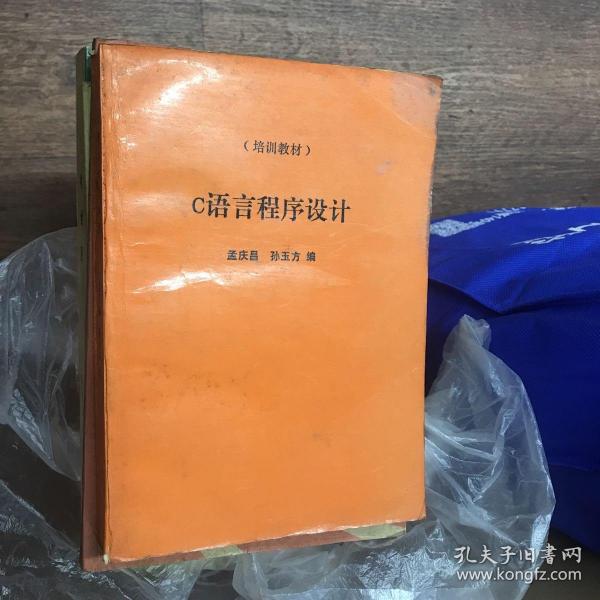 （培训教材）
C语言程序设计
孟庆昌 孙玉方 编
孔夫子旧书网
www.kongfz.com